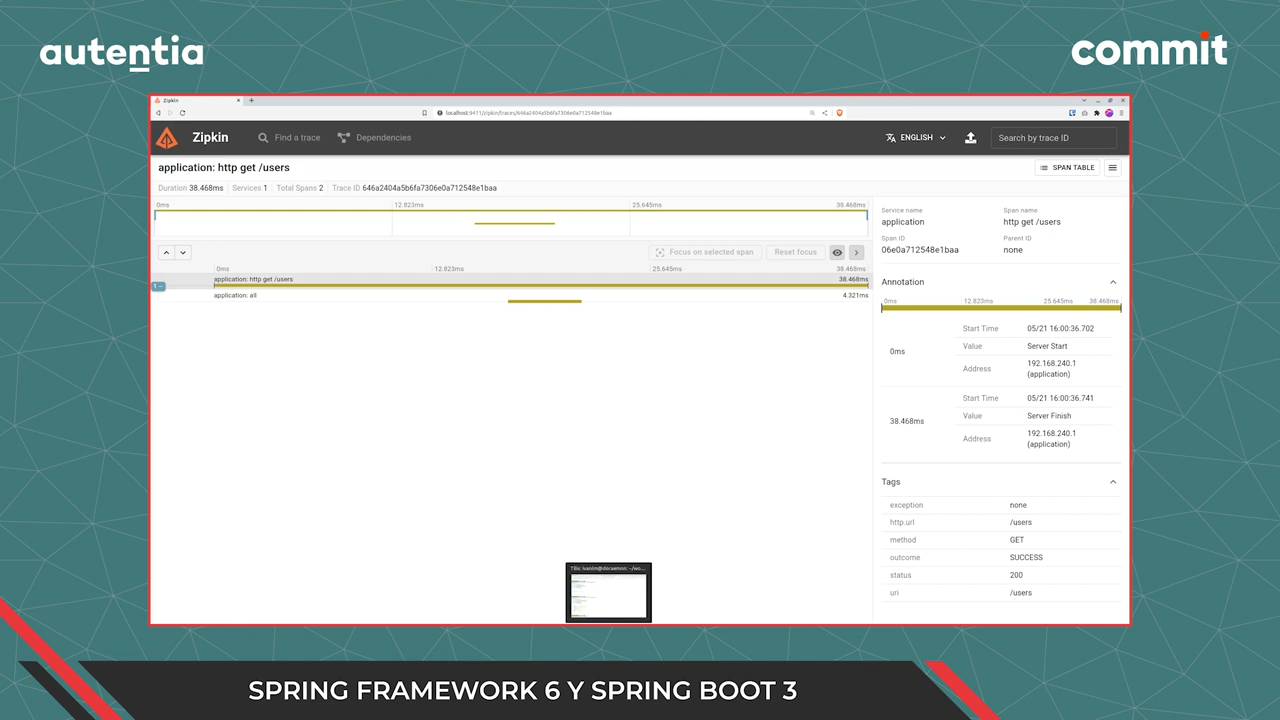 autentia
commit
Zipkin
localhost:9411/zipkin/traces/646a2404a5b6fa7306e0a712548e1baa
Zipkin
Find a trace
Dependencies
ENGLISH
Search by trace ID
application: http get /users
SPAN TABLE
Duration 38.468ms Services 1 Total Spans 2 Trace ID 646a2404a5b6fa7306e0a712548e1baa
0ms 12.823ms 25.645ms 38.468ms
Focus on selected span
Reset focus
0ms 12.823ms 25.645ms 38.468ms
application: http get /users 38.468ms
application: all 4.321ms
Service name Span name
application http get /users
Span ID Parent ID
06e0a712548e1baa none
Annotation
0ms 12.823ms 25.645ms 38.468ms
0ms
Start Time 05/21 16:00:36.702
Value Server Start
Address 192.168.240.1
(application)
38.468ms
Start Time 05/21 16:00:36.741
Value Server Finish
Address 192.168.240.1
(application)
Tags
exception none
http.url /users
method GET
outcome SUCCESS
status 200
uri /users
Tilix: ivanlm@doraemon: ~/wo...
SPRING FRAMEWORK 6 Y SPRING BOOT 3